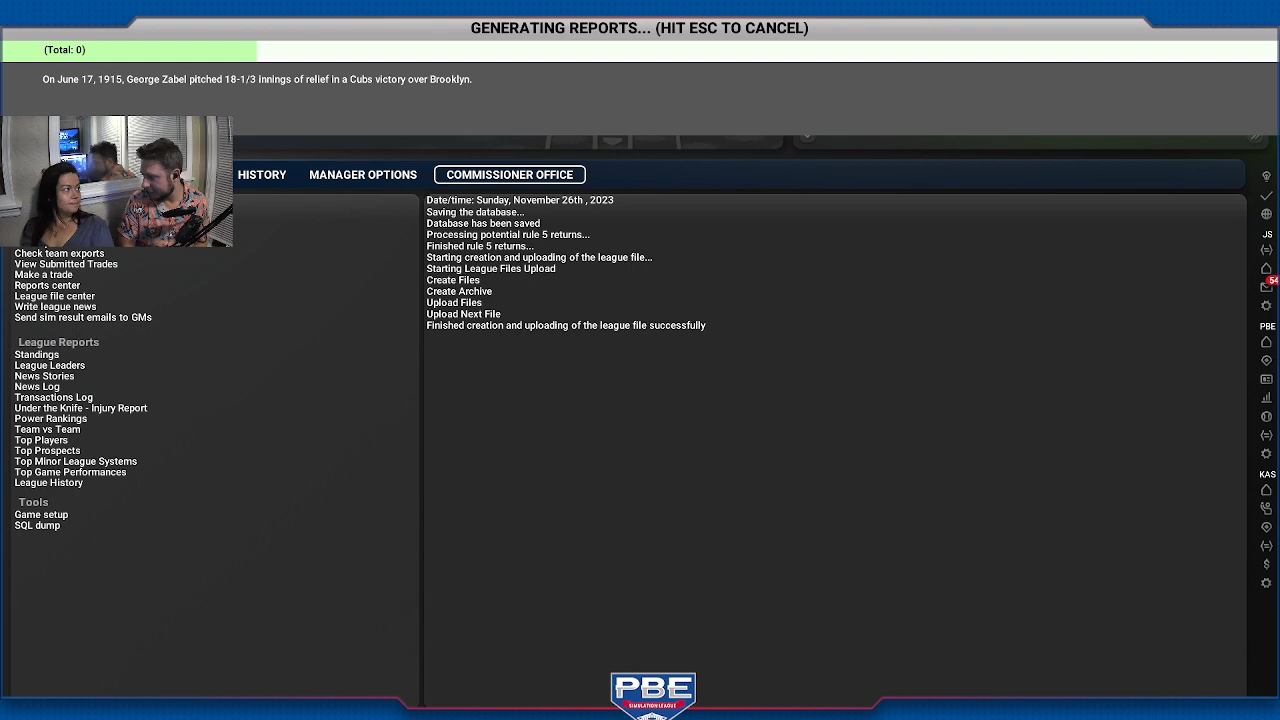 GENERATING REPORTS... (HIT ESC TO CANCEL)
(Total: 0)
On June 17, 1915, George Zabel pitched 18-1/3 innings of relief in a Cubs victory over Brooklyn.
HISTORY
MANAGER OPTIONS
COMMISSIONER OFFICE
Check team exports
View Submitted Trades
Make a trade
Reports center
League file center
Write league news
Send sim result emails to GMs
League Reports
Standings
League Leaders
News Stories
News Log
Transactions Log
Under the Knife - Injury Report
Power Rankings
Team vs Team
Top Players
Top Prospects
Top Minor League Systems
Top Game Performances
League History
Tools
Game setup
SQL dump
Date/time: Sunday, November 26th , 2023
Saving the database...
Database has been saved
Processing potential rule 5 returns...
Finished rule 5 returns...
Starting creation and uploading of the league file...
Starting League Files Upload
Create Files
Create Archive
Upload Files
Upload Next File
Finished creation and uploading of the league file successfully
JS
54
PBE
KAS
$
PBE
SIMULATION LEAGUE